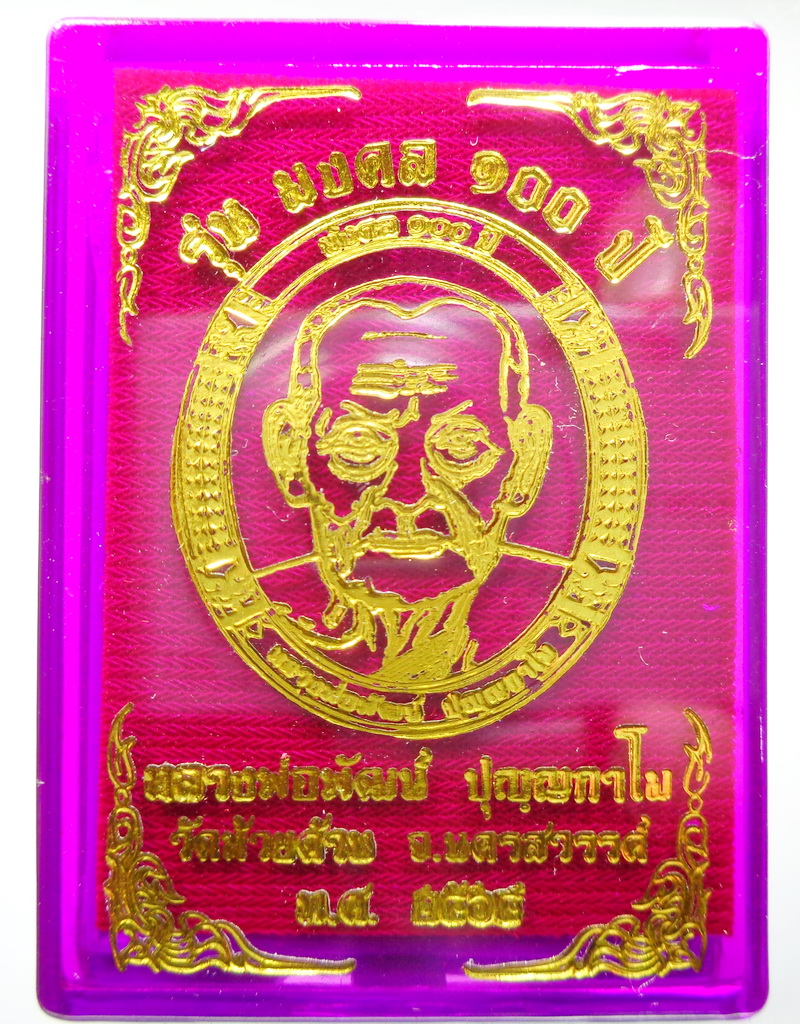 รุ่น มงคล ๑๐๐ ปี
มงคล ๑๐๐ ปี
หลวงพ่อพัฒน์ ปุญฺญกาโม
หลวงพ่อพัฒน์ ปุญฺญกาโม
วัดห้วยด้วน จ.นครสวรรค์
พ.ศ. ๒๕๖๔